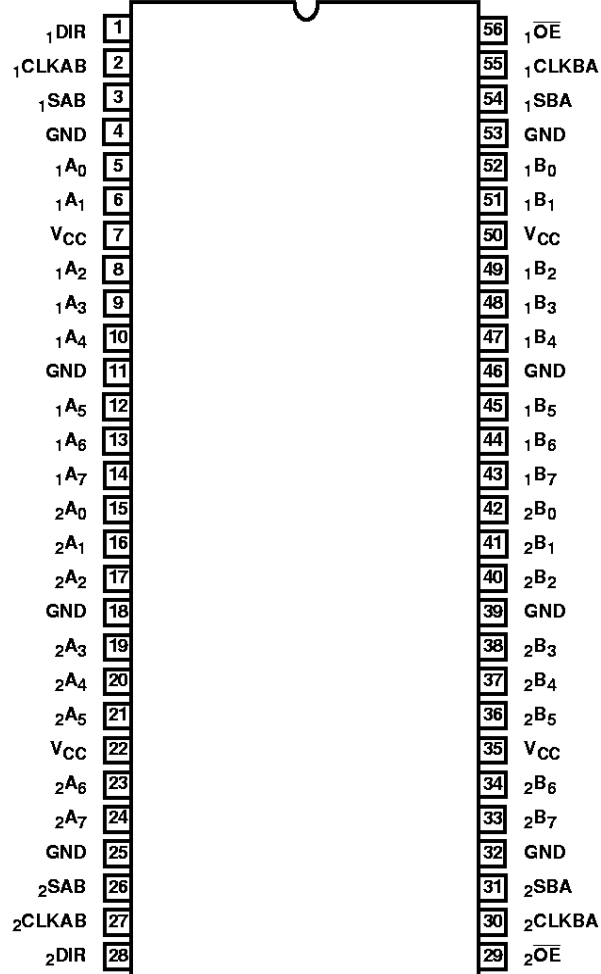 ₁DIR 1 56 ₁O̅E̅
₁CLKAB 2 55 ₁CLKBA
₁SAB 3 54 ₁SBA
GND 4 53 GND
₁A₀ 5 52 ₁B₀
₁A₁ 6 51 ₁B₁
VCC 7 50 VCC
₁A₂ 8 49 ₁B₂
₁A₃ 9 48 ₁B₃
₁A₄ 10 47 ₁B₄
GND 11 46 GND
₁A₅ 12 45 ₁B₅
₁A₆ 13 44 ₁B₆
₁A₇ 14 43 ₁B₇
₂A₀ 15 42 ₂B₀
₂A₁ 16 41 ₂B₁
₂A₂ 17 40 ₂B₂
GND 18 39 GND
₂A₃ 19 38 ₂B₃
₂A₄ 20 37 ₂B₄
₂A₅ 21 36 ₂B₅
VCC 22 35 VCC
₂A₆ 23 34 ₂B₆
₂A₇ 24 33 ₂B₇
GND 25 32 GND
₂SAB 26 31 ₂SBA
₂CLKAB 27 30 ₂CLKBA
₂DIR 28 29 ₂O̅E̅